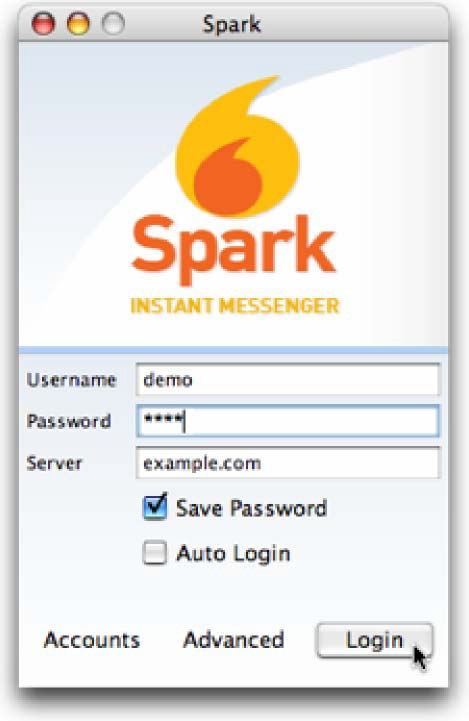 Spark
Spark
INSTANT MESSENGER
Username demo
Password ****
Server example.com
Save Password
Auto Login
Accounts Advanced Login